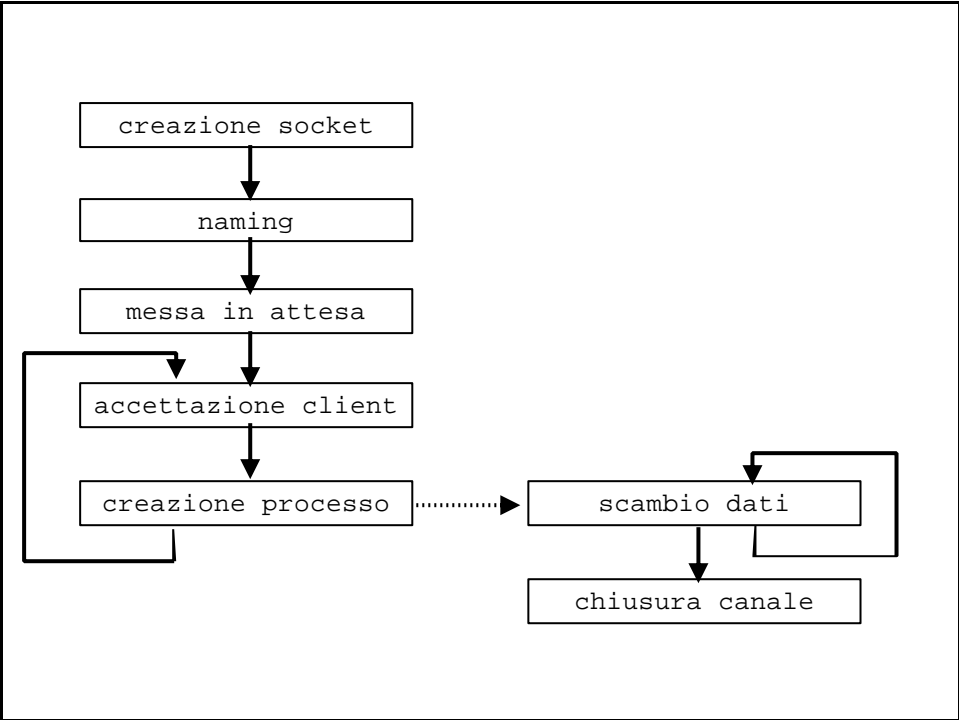 creazione socket
naming
messa in attesa
accettazione client
creazione processo
scambio dati
chiusura canale